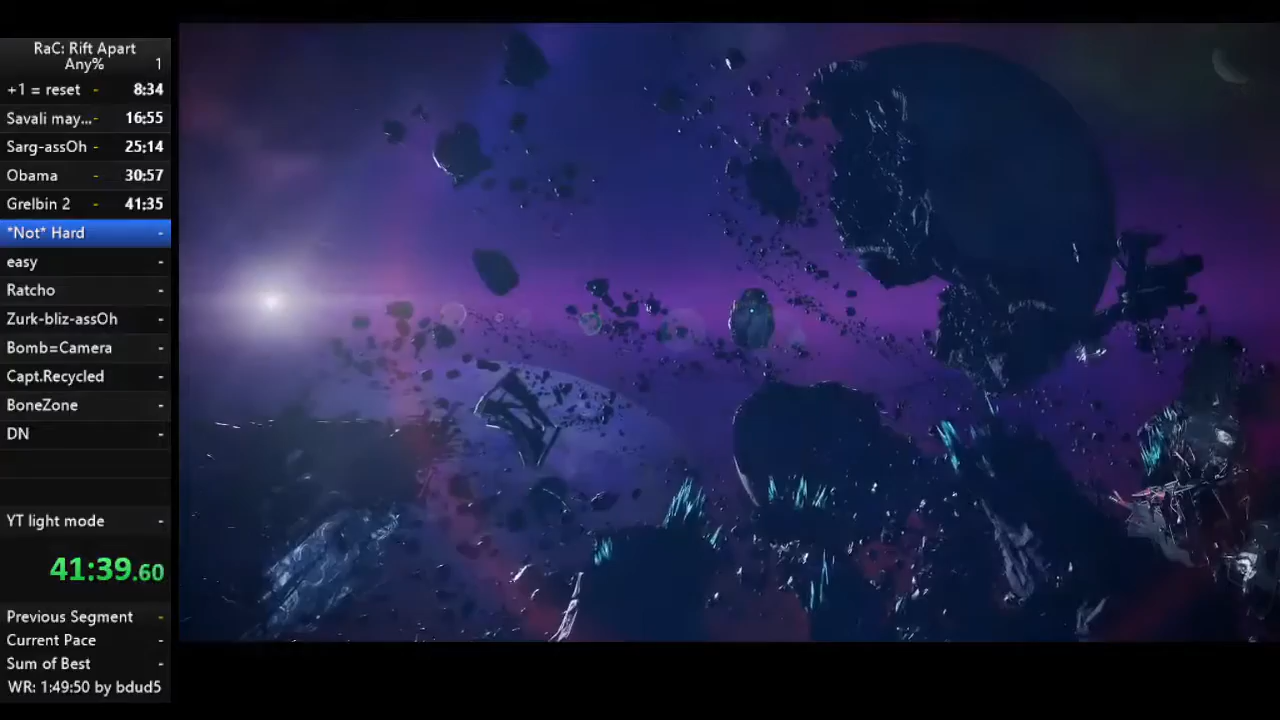 RaC: Rift Apart
Any% 1
+1 = reset - 8:34
Savali may...- 16:55
Sarg-assOh - 25:14
Obama - 30:57
Grelbin 2 - 41:35
*Not* Hard -
easy -
Ratcho -
Zurk-bliz-assOh -
Bomb=Camera -
Capt.Recycled -
BoneZone -
DN -
YT light mode -
41:39.60
Previous Segment -
Current Pace -
Sum of Best -
WR: 1:49:50 by bdud5